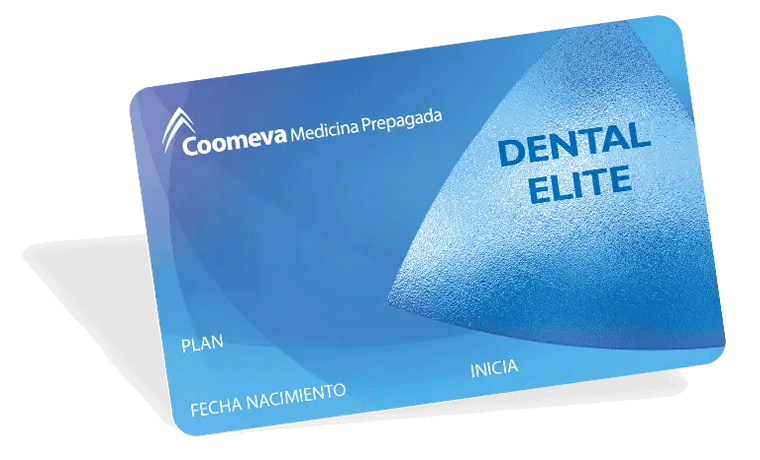 Coomeva Medicina Prepagada
DENTAL
ELITE
PLAN
INICIA
FECHA NACIMIENTO